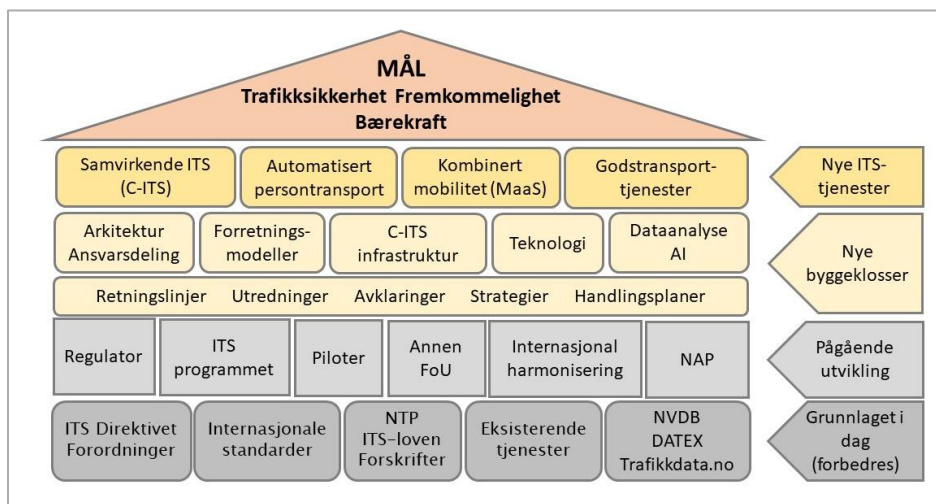 MÅL
Trafikksikkerhet Fremkommelighet
Bærekraft
Samvirkende ITS
(C-ITS)
Automatisert
persontransport
Kombinert
mobilitet (MaaS)
Godstransport-
tjenester
Nye ITS-
tjenester
Arkitektur
Ansvarsdeling
Forretnings-
modeller
C-ITS
infrastruktur
Teknologi
Dataanalyse
AI
Nye
byggeklosser
Retningslinjer Utredninger Avklaringer Strategier Handlingsplaner
Regulator
ITS
programmet
Piloter
Annen
FoU
Internasjonal
harmonisering
NAP
Pågående
utvikling
ITS Direktivet
Forordninger
Internasjonale
standarder
NTP
ITS-loven
Forskrifter
Eksisterende
tjenester
NVDB
DATEX
Trafikkdata.no
Grunnlaget i
dag
(forbedres)